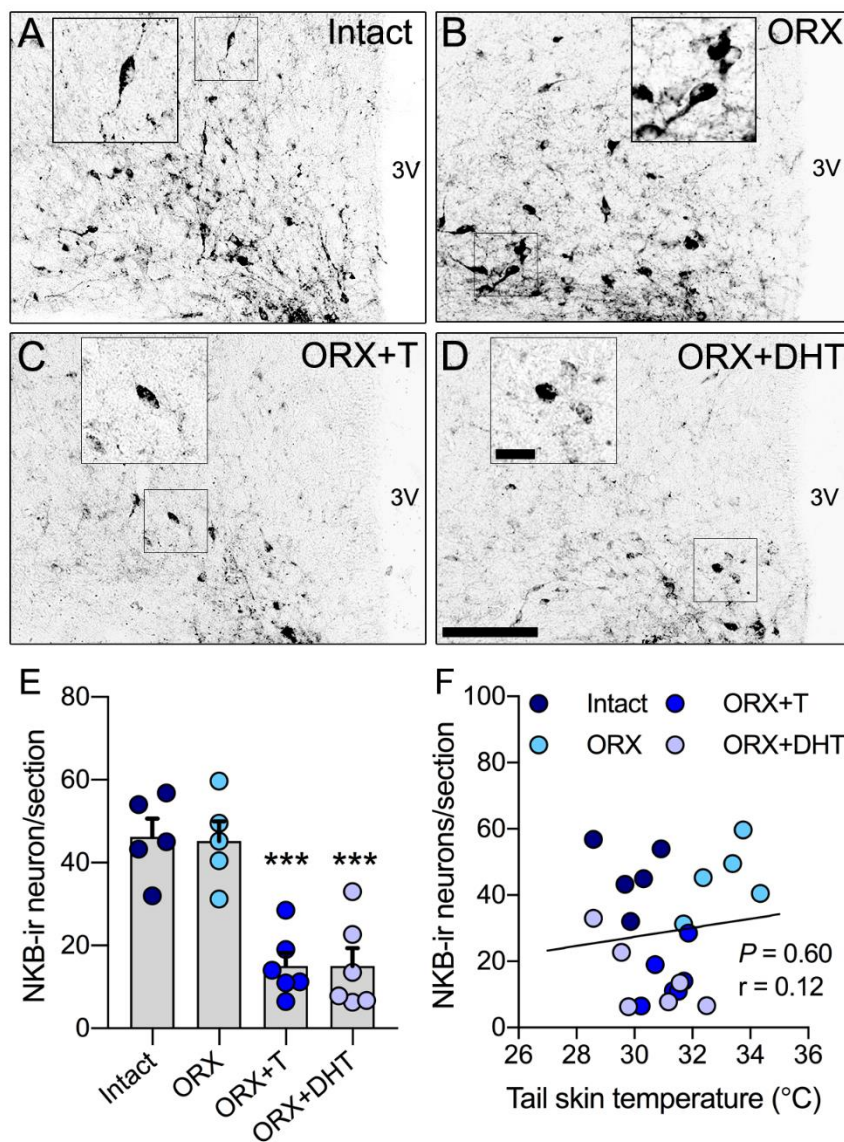 A
Intact
3V
B
ORX
3V
C
ORX+T
3V
D
ORX+DHT
3V
E
NKB-ir neuron/section
80
60
40
20
0
*** ***
Intact
ORX
ORX+T
ORX+DHT
F
NKB-ir neurons/section
100
80
60
40
20
0
Intact ORX+T
ORX ORX+DHT
P = 0.60
r = 0.12
26 28 30 32 34 36
Tail skin temperature (°C)